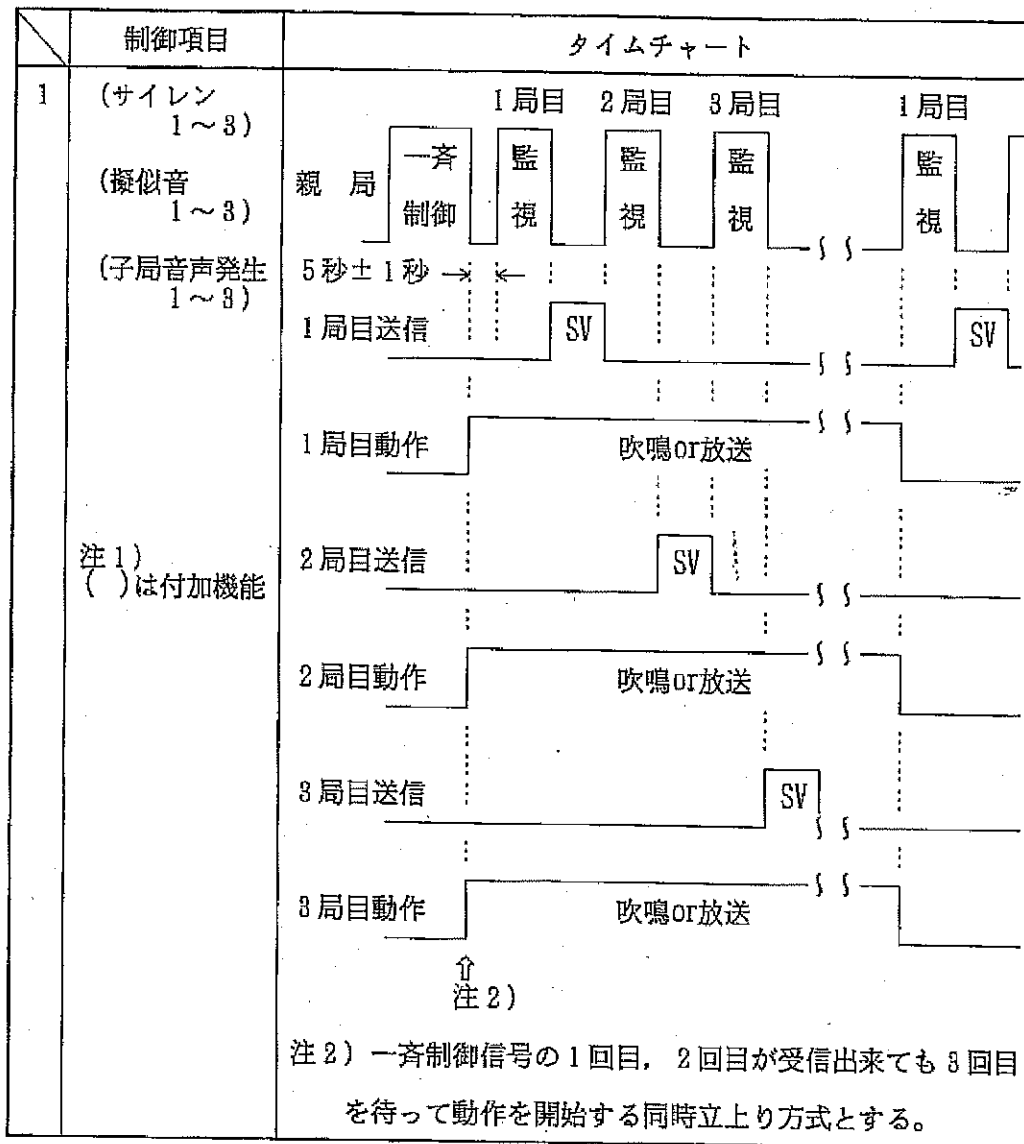 制御項目
タイムチャート
1
(サイレン
1～3)
(擬似音
1～3)
(子局音声発生
1～3)
注1)
( )は付加機能
1局目 2局目 3局目 1局目
親 局
一斉
制御
監
視
監
視
監
視
監
視
5秒±1秒
1局目送信
SV
SV
1局目動作
吹鳴or放送
2局目送信
SV
2局目動作
吹鳴or放送
3局目送信
SV
3局目動作
吹鳴or放送
注2)
注2) 一斉制御信号の1回目，2回目が受信出来ても3回目
を待って動作を開始する同時立上り方式とする。